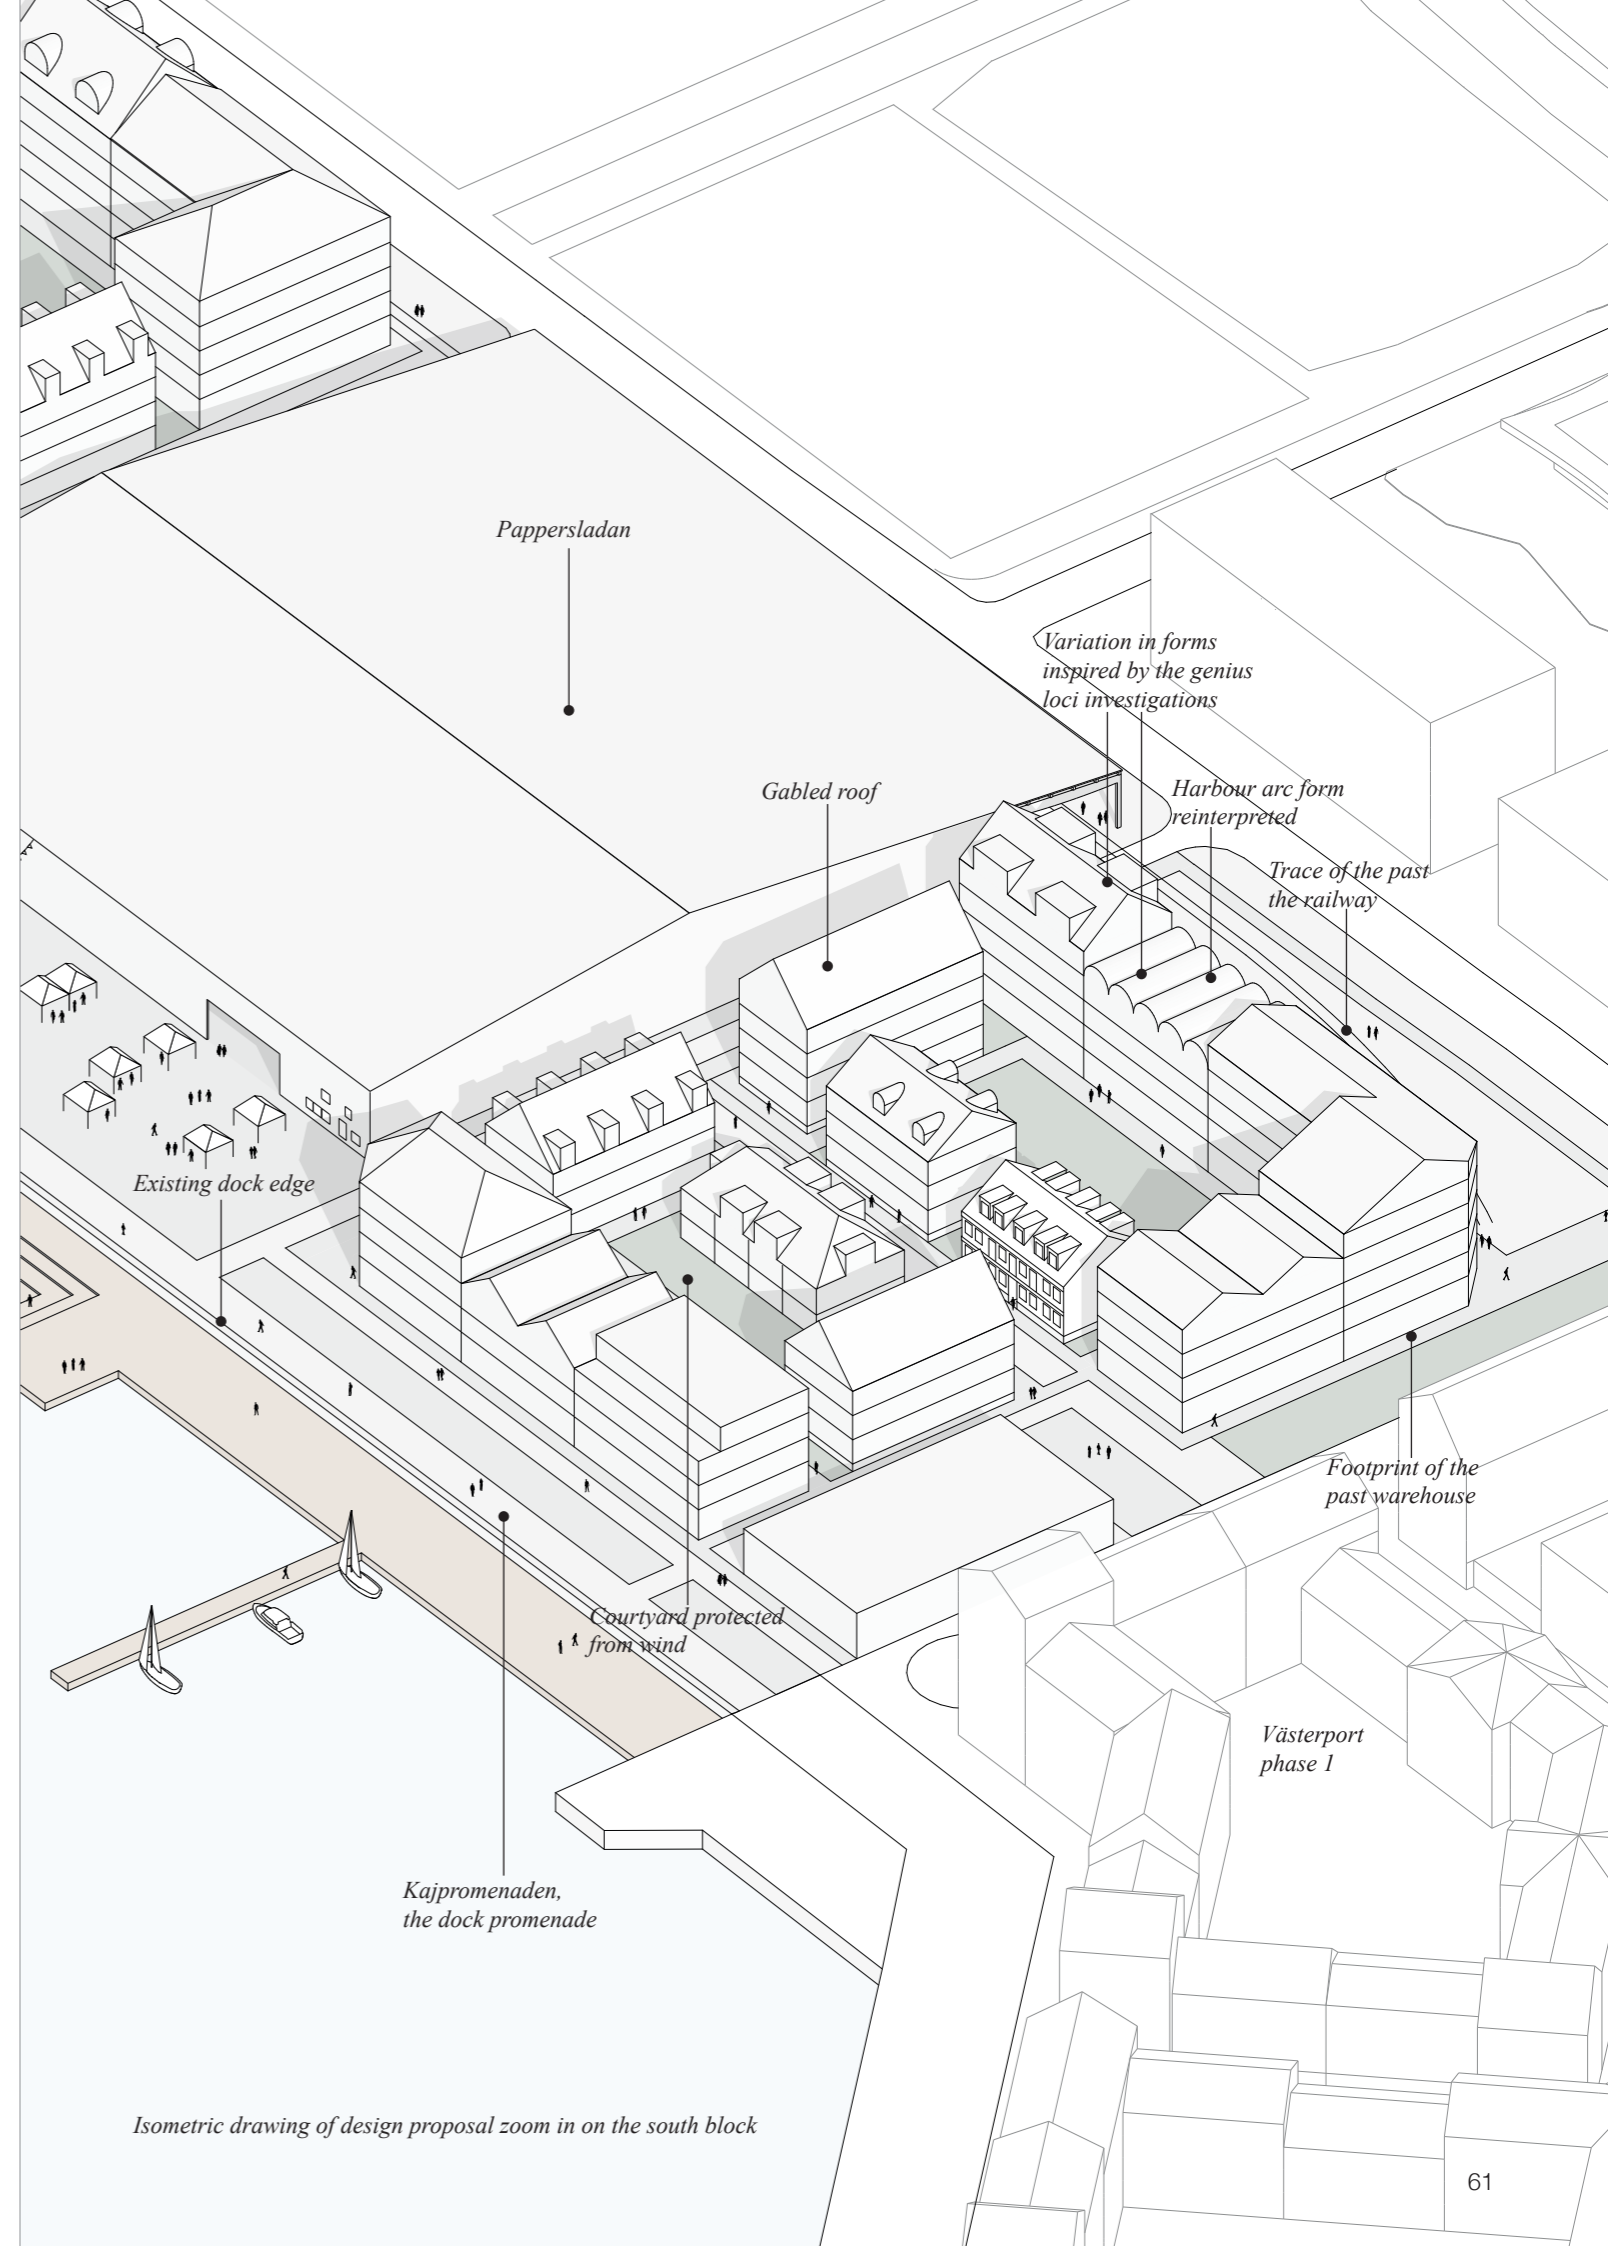 Pappersladan
Variation in forms
inspired by the genius
loci investigations
Gabled roof
Harbour arc form
reinterpreted
Trace of the past
the railway
Existing dock edge
Footprint of the
past warehouse
Courtyard protected
from wind
Västerport
phase 1
Kajpromenaden,
the dock promenade
Isometric drawing of design proposal zoom in on the south block
61